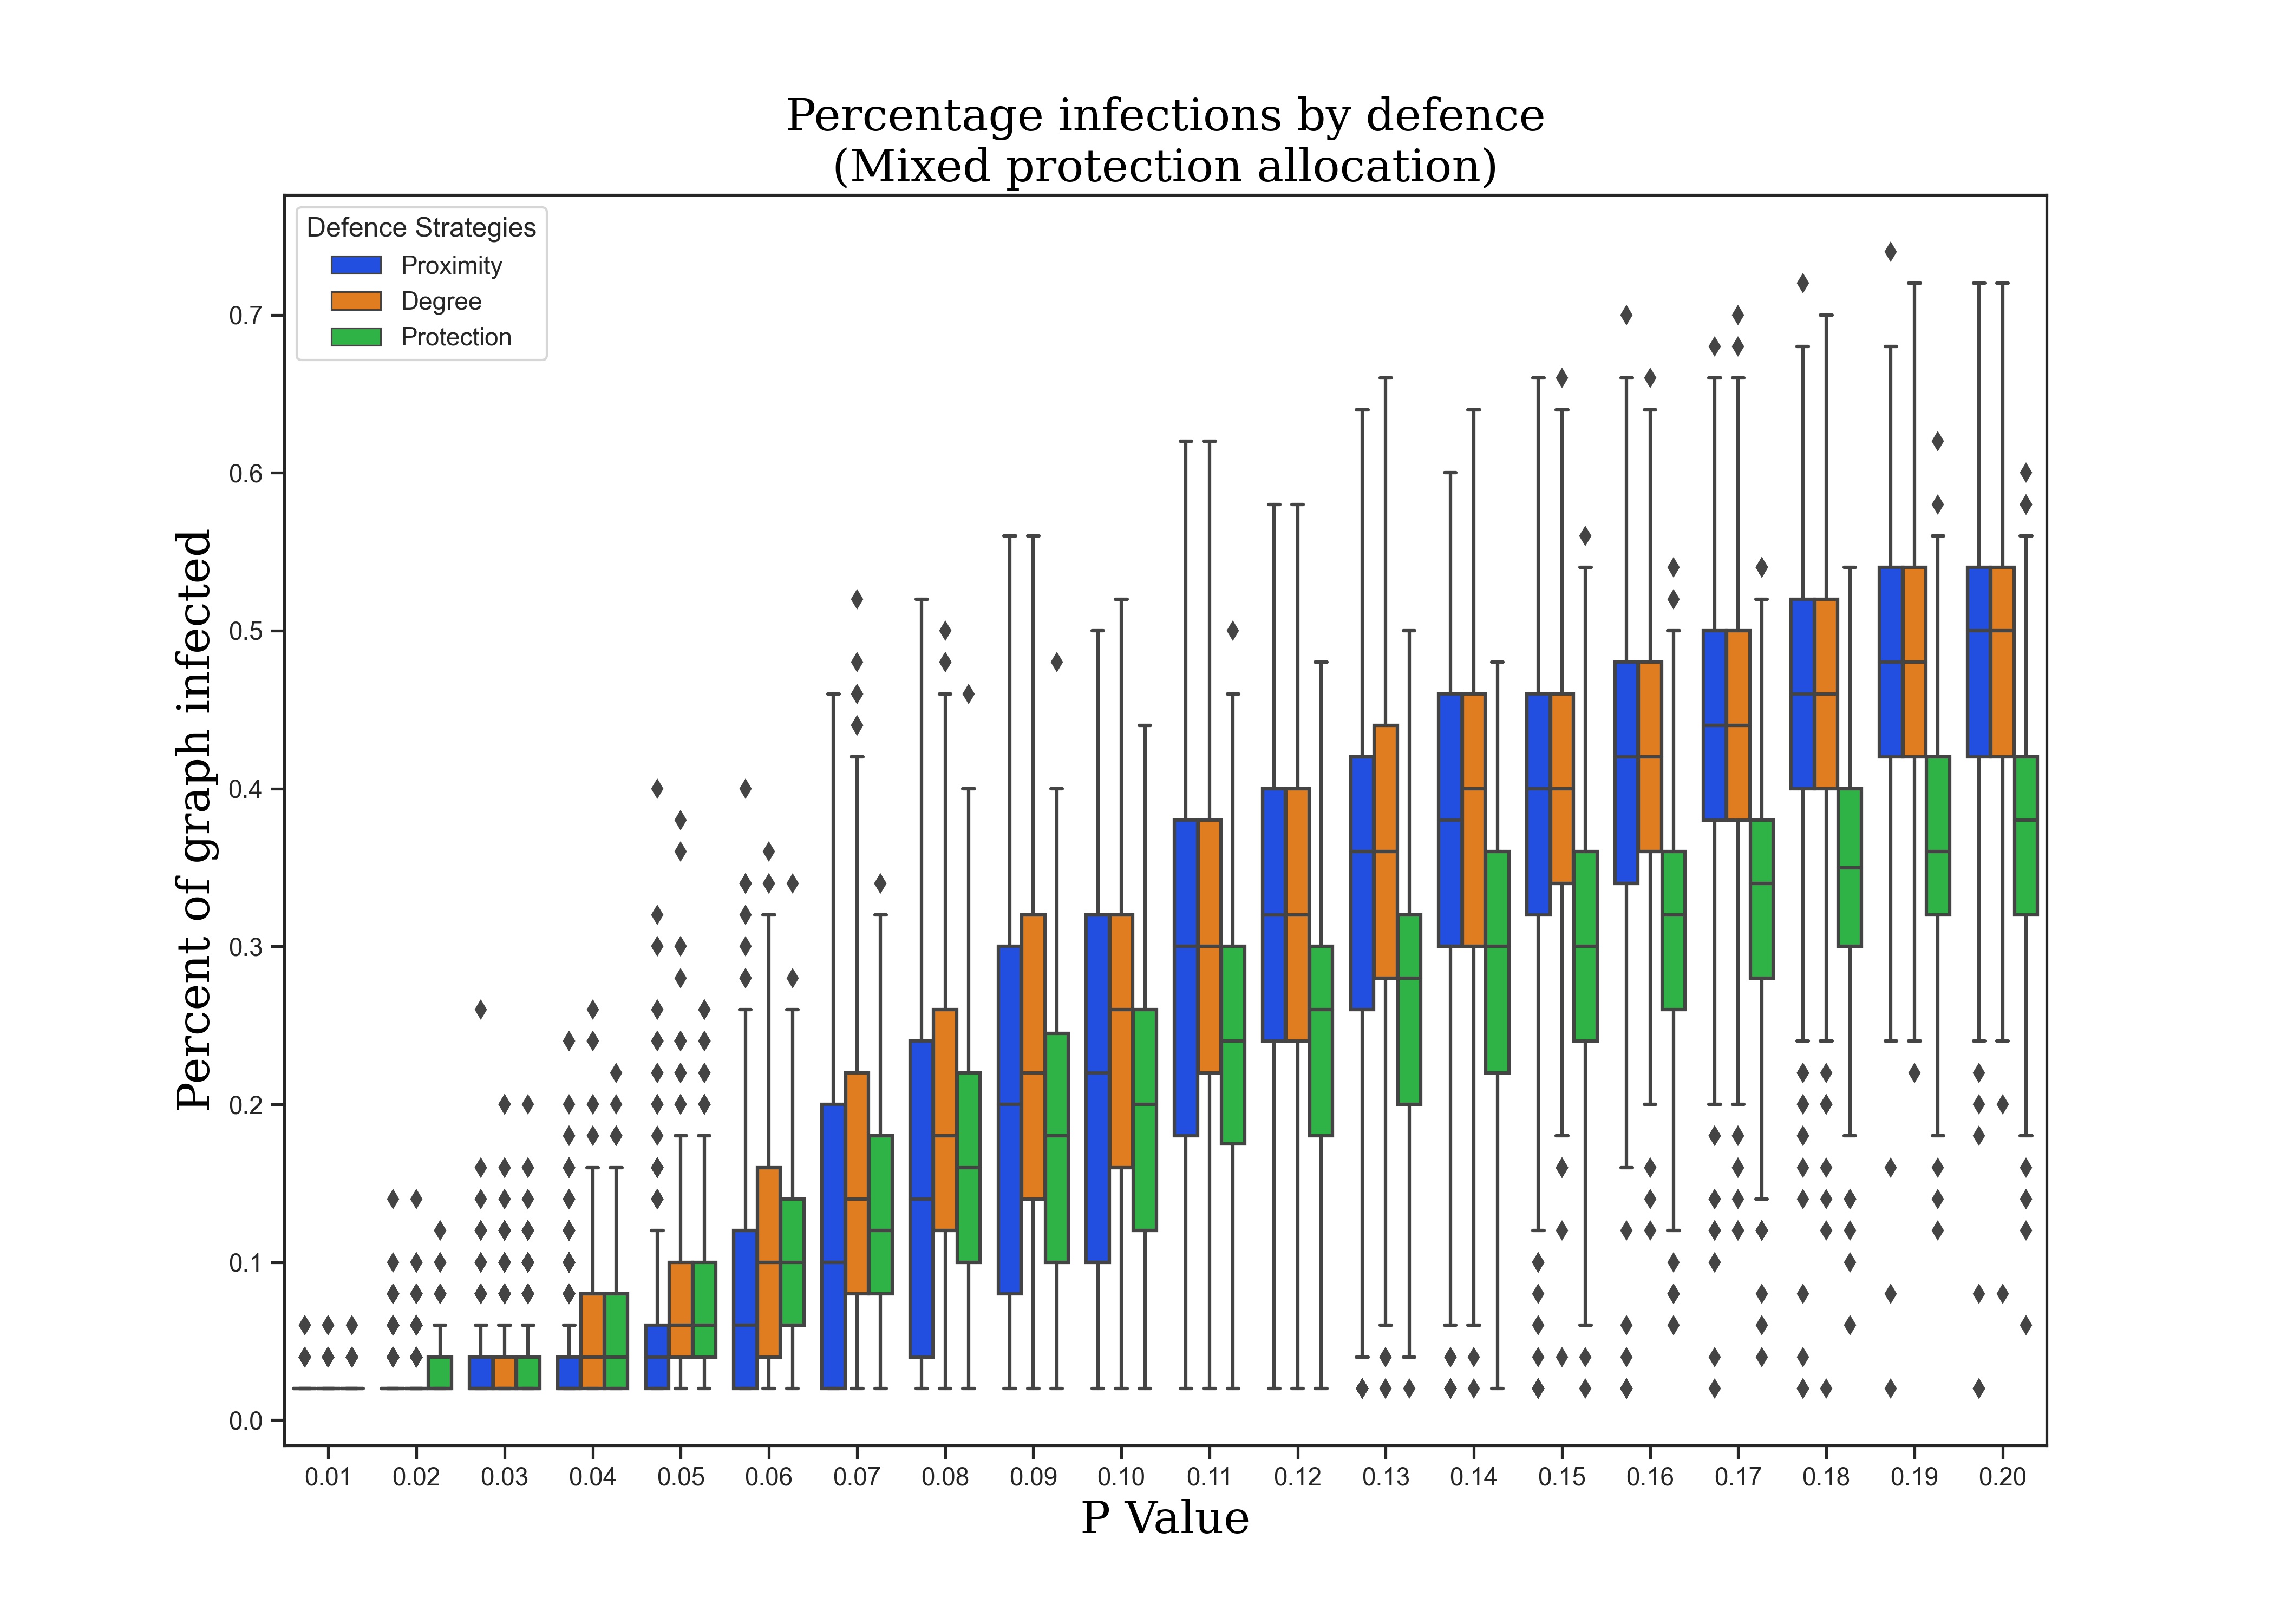 Percentage infections by defence
(Mixed protection allocation)
Defence Strategies
Proximity
Degree
Protection
Percent of graph infected
0.7
0.6
0.5
0.4
0.3
0.2
0.1
0.0
0.01 0.02 0.03 0.04 0.05 0.06 0.07 0.08 0.09 0.10 0.11 0.12 0.13 0.14 0.15 0.16 0.17 0.18 0.19 0.20
P Value